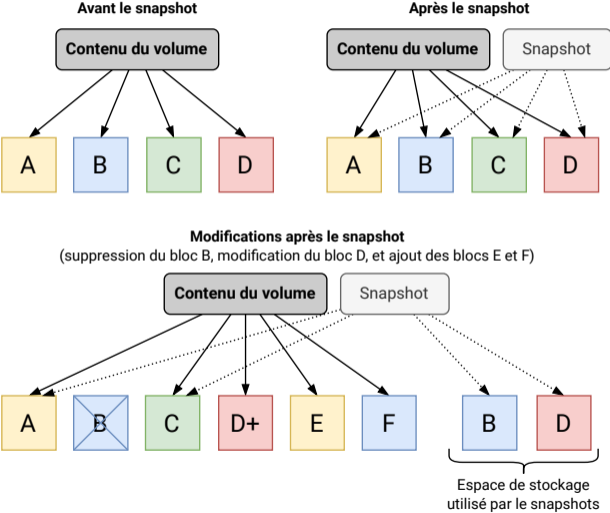 Avant le snapshot
Après le snapshot
Contenu du volume
Contenu du volume
Snapshot
A
B
C
D
A
B
C
D
Modifications après le snapshot
(suppression du bloc B, modification du bloc D, et ajout des blocs E et F)
Contenu du volume
Snapshot
A
B
C
D+
E
F
B
D
Espace de stockage
utilisé par le snapshots